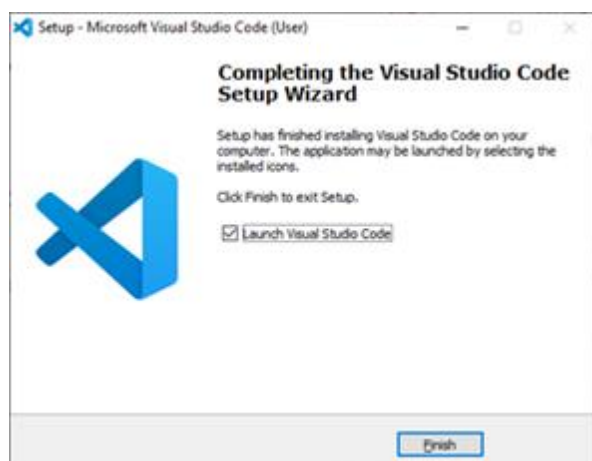 Setup - Microsoft Visual Studio Code (User)
Completing the Visual Studio Code
Setup Wizard
Setup has finished installing Visual Studio Code on your
computer. The application may be launched by selecting the
installed icons.
Click Finish to exit Setup.
Launch Visual Studio Code
Finish